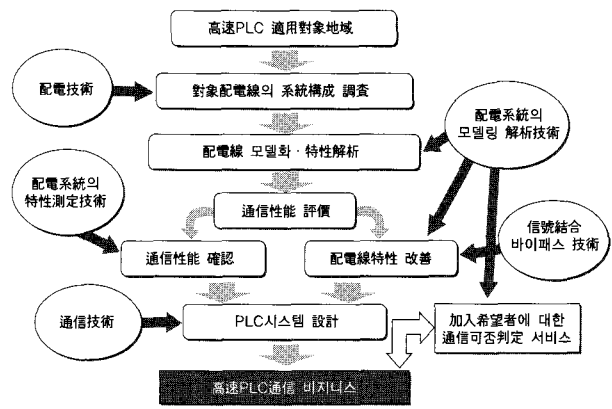 高速PLC 適用對象地域
配電技術
對象配電線의 系統構成 調査
配電系統의
모델링 解析技術
配電線 모델화·特性解析
配電系統의
特性測定技術
通信性能 評價
信號結合
바이패스 技術
通信性能 確認
配電線特性 改善
通信技術
PLC시스템 設計
加入希望者에 대한
通信可否判定 서비스
高速PLC通信 비지니스